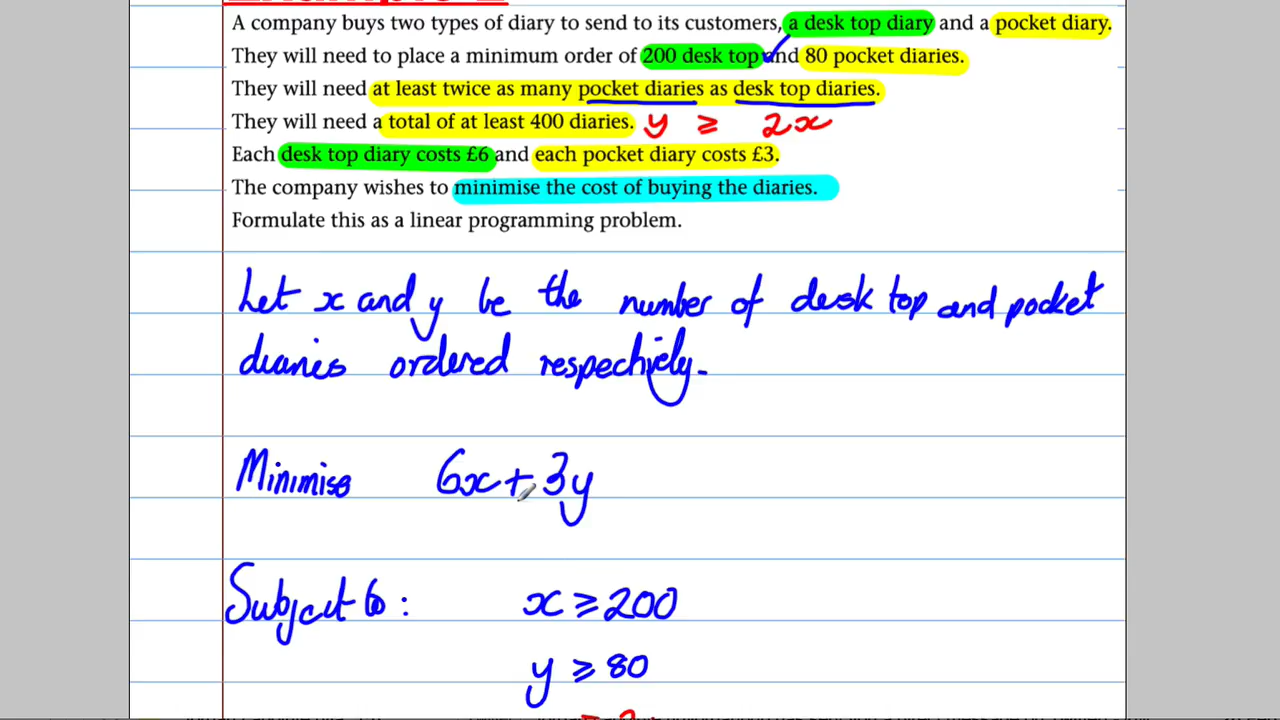 A company buys two types of diary to send to its customers, a desk top diary and a pocket diary.
They will need to place a minimum order of 200 desk top and 80 pocket diaries.
They will need at least twice as many pocket diaries as desk top diaries.
They will need a total of at least 400 diaries. y ≥ 2x
Each desk top diary costs £6 and each pocket diary costs £3.
The company wishes to minimise the cost of buying the diaries.
Formulate this as a linear programming problem.
Let x and y be the number of desk top and pocket
diaries ordered respectively.
Minimise 6x + 3y
Subject to : x ≥ 200
y ≥ 80